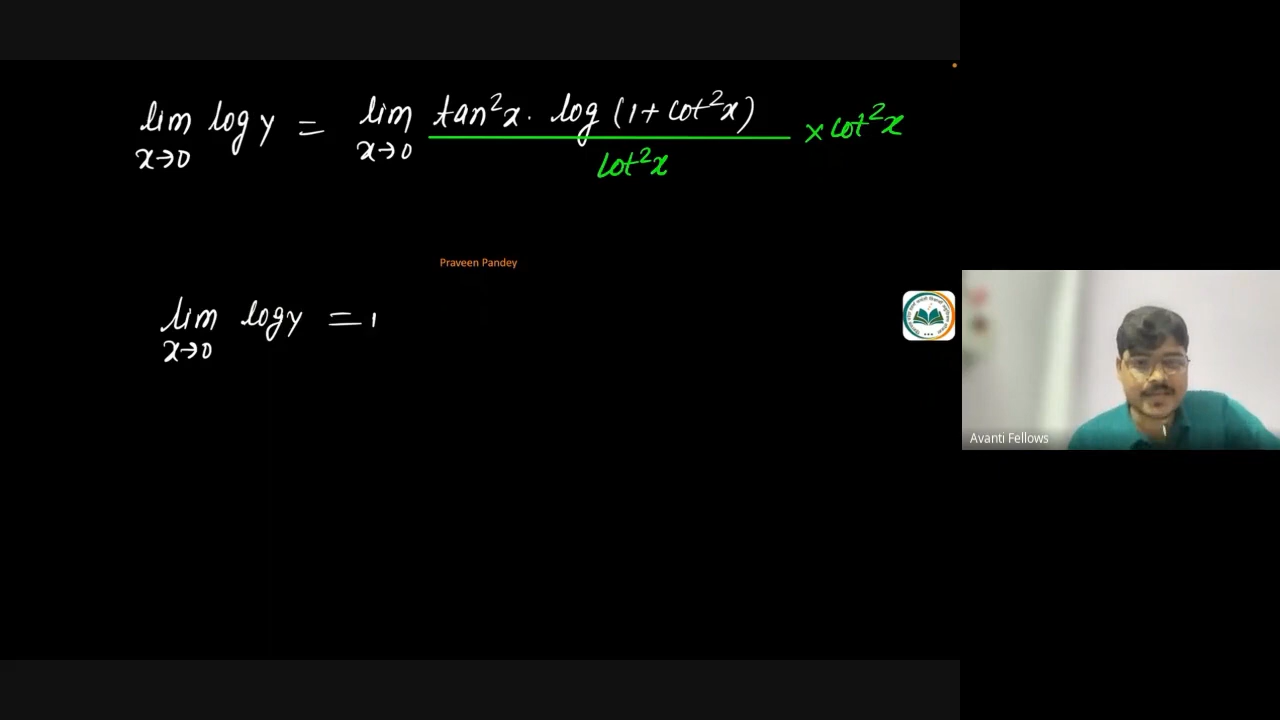 lim log y = lim tan²x · log (1 + cot²x) × cot²x
x→0 x→0 cot²x
Praveen Pandey
lim log y = 1
x→0
Avanti Fellows